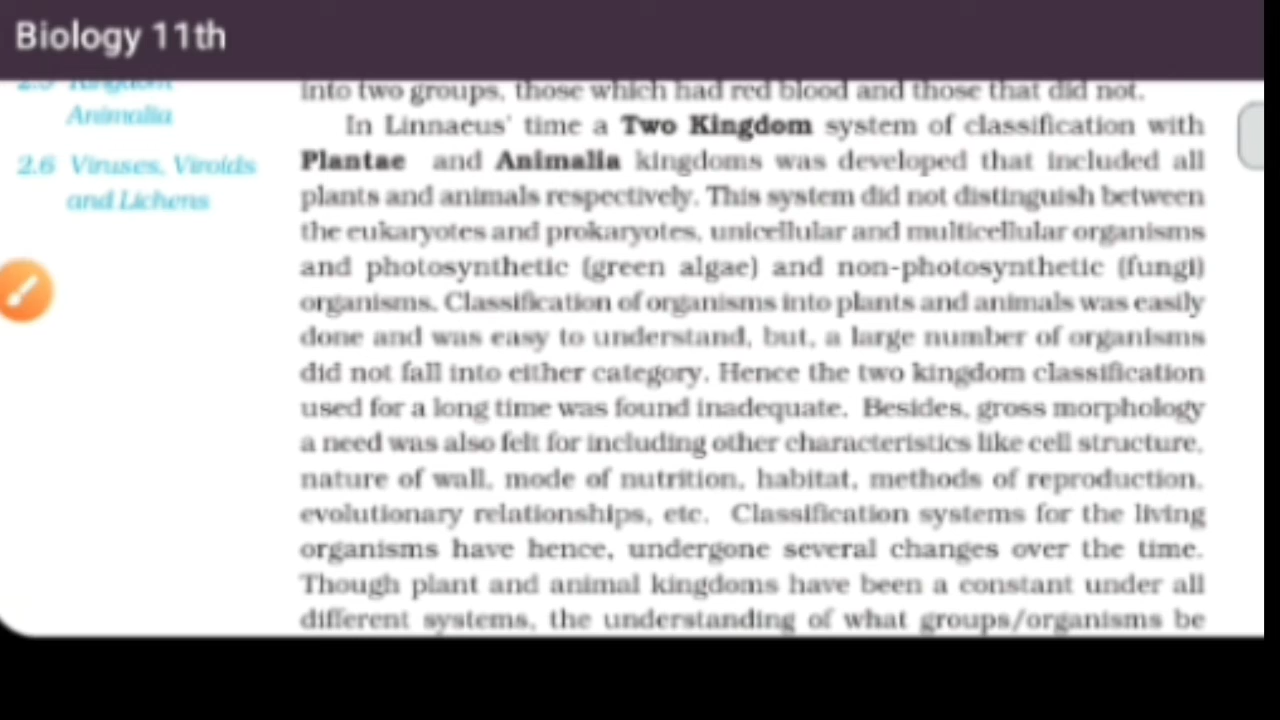 Biology 11th
2.5 Kingdom
Animalia
2.6 Viruses, Viroids
and Lichens
into two groups, those which had red blood and those that did not.
In Linnaeus' time a Two Kingdom system of classification with
Plantae and Animalia kingdoms was developed that included all
plants and animals respectively. This system did not distinguish between
the eukaryotes and prokaryotes, unicellular and multicellular organisms
and photosynthetic (green algae) and non-photosynthetic (fungi)
organisms. Classification of organisms into plants and animals was easily
done and was easy to understand, but, a large number of organisms
did not fall into either category. Hence the two kingdom classification
used for a long time was found inadequate. Besides, gross morphology
a need was also felt for including other characteristics like cell structure,
nature of wall, mode of nutrition, habitat, methods of reproduction,
evolutionary relationships, etc. Classification systems for the living
organisms have hence, undergone several changes over the time.
Though plant and animal kingdoms have been a constant under all
different systems, the understanding of what groups/organisms be